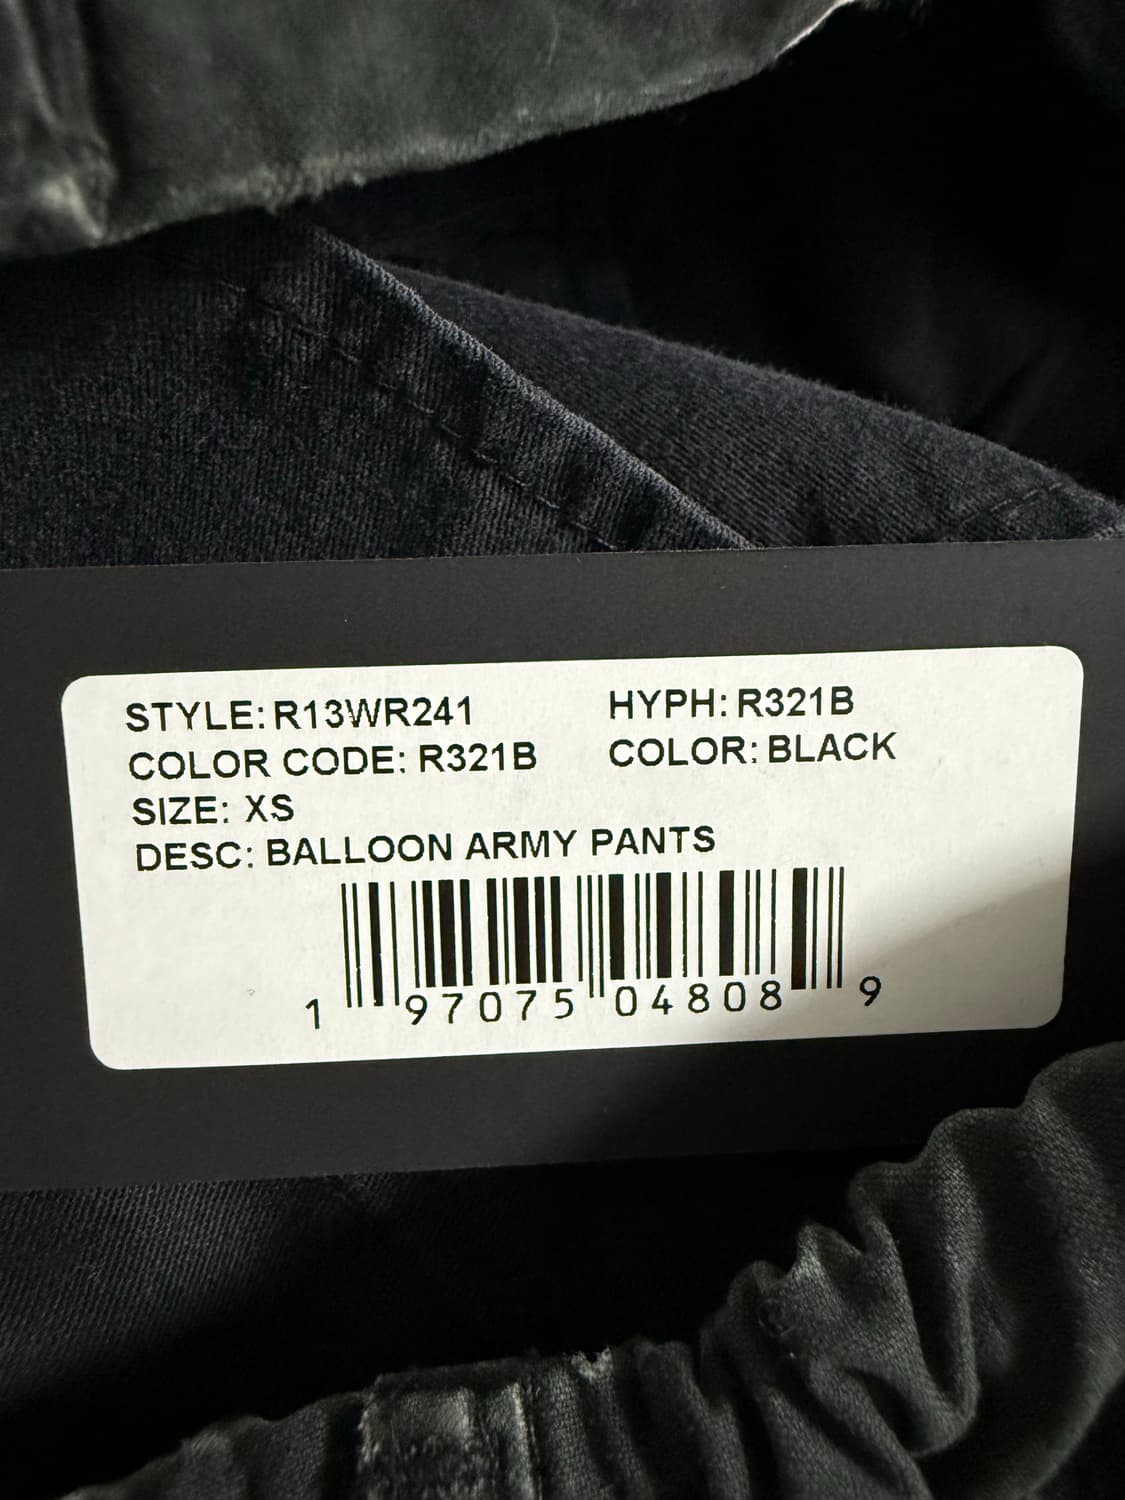 STYLE: R13WR241 HYPH: R321B
COLOR CODE: R321B COLOR: BLACK
SIZE: XS
DESC: BALLOON ARMY PANTS
1 97075 04808 9